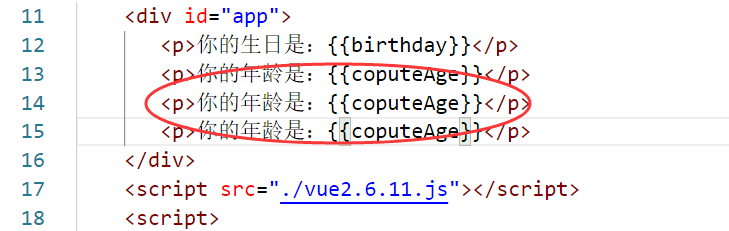 11 <div id="app">
12 <p>你的生日是：{{birthday}}</p>
13 <p>你的年龄是：{{coputeAge}}</p>
14 <p>你的年龄是：{{coputeAge}}</p>
15 <p>你的年龄是：{{coputeAge}}</p>
16 </div>
17 <script src="./vue2.6.11.js"></script>
18 <script>